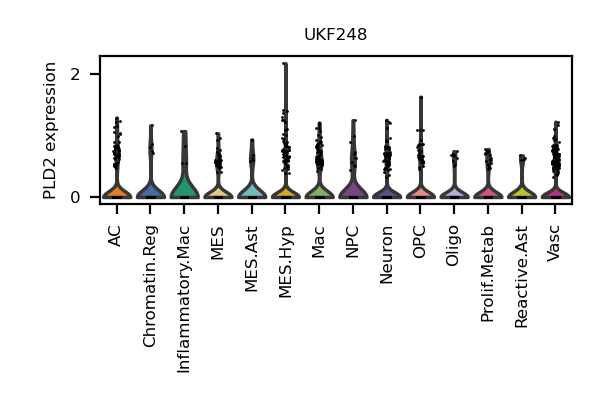 UKF248
PLD2 expression
2
0
AC
Chromatin.Reg
Inflammatory.Mac
MES
MES.Ast
MES.Hyp
Mac
NPC
Neuron
OPC
Oligo
Prolif.Metab
Reactive.Ast
Vasc